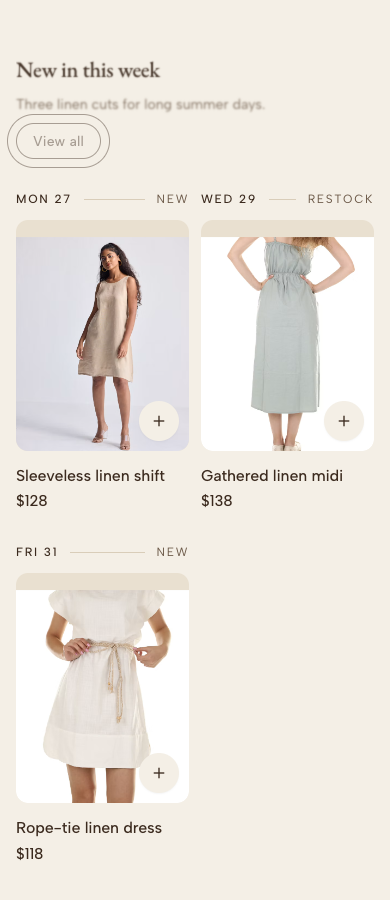 New in this week
Three linen cuts for long summer days.
View all
MON 27 NEW
WED 29 RESTOCK
Sleeveless linen shift
$128
Gathered linen midi
$138
FRI 31 NEW
Rope-tie linen dress
$118